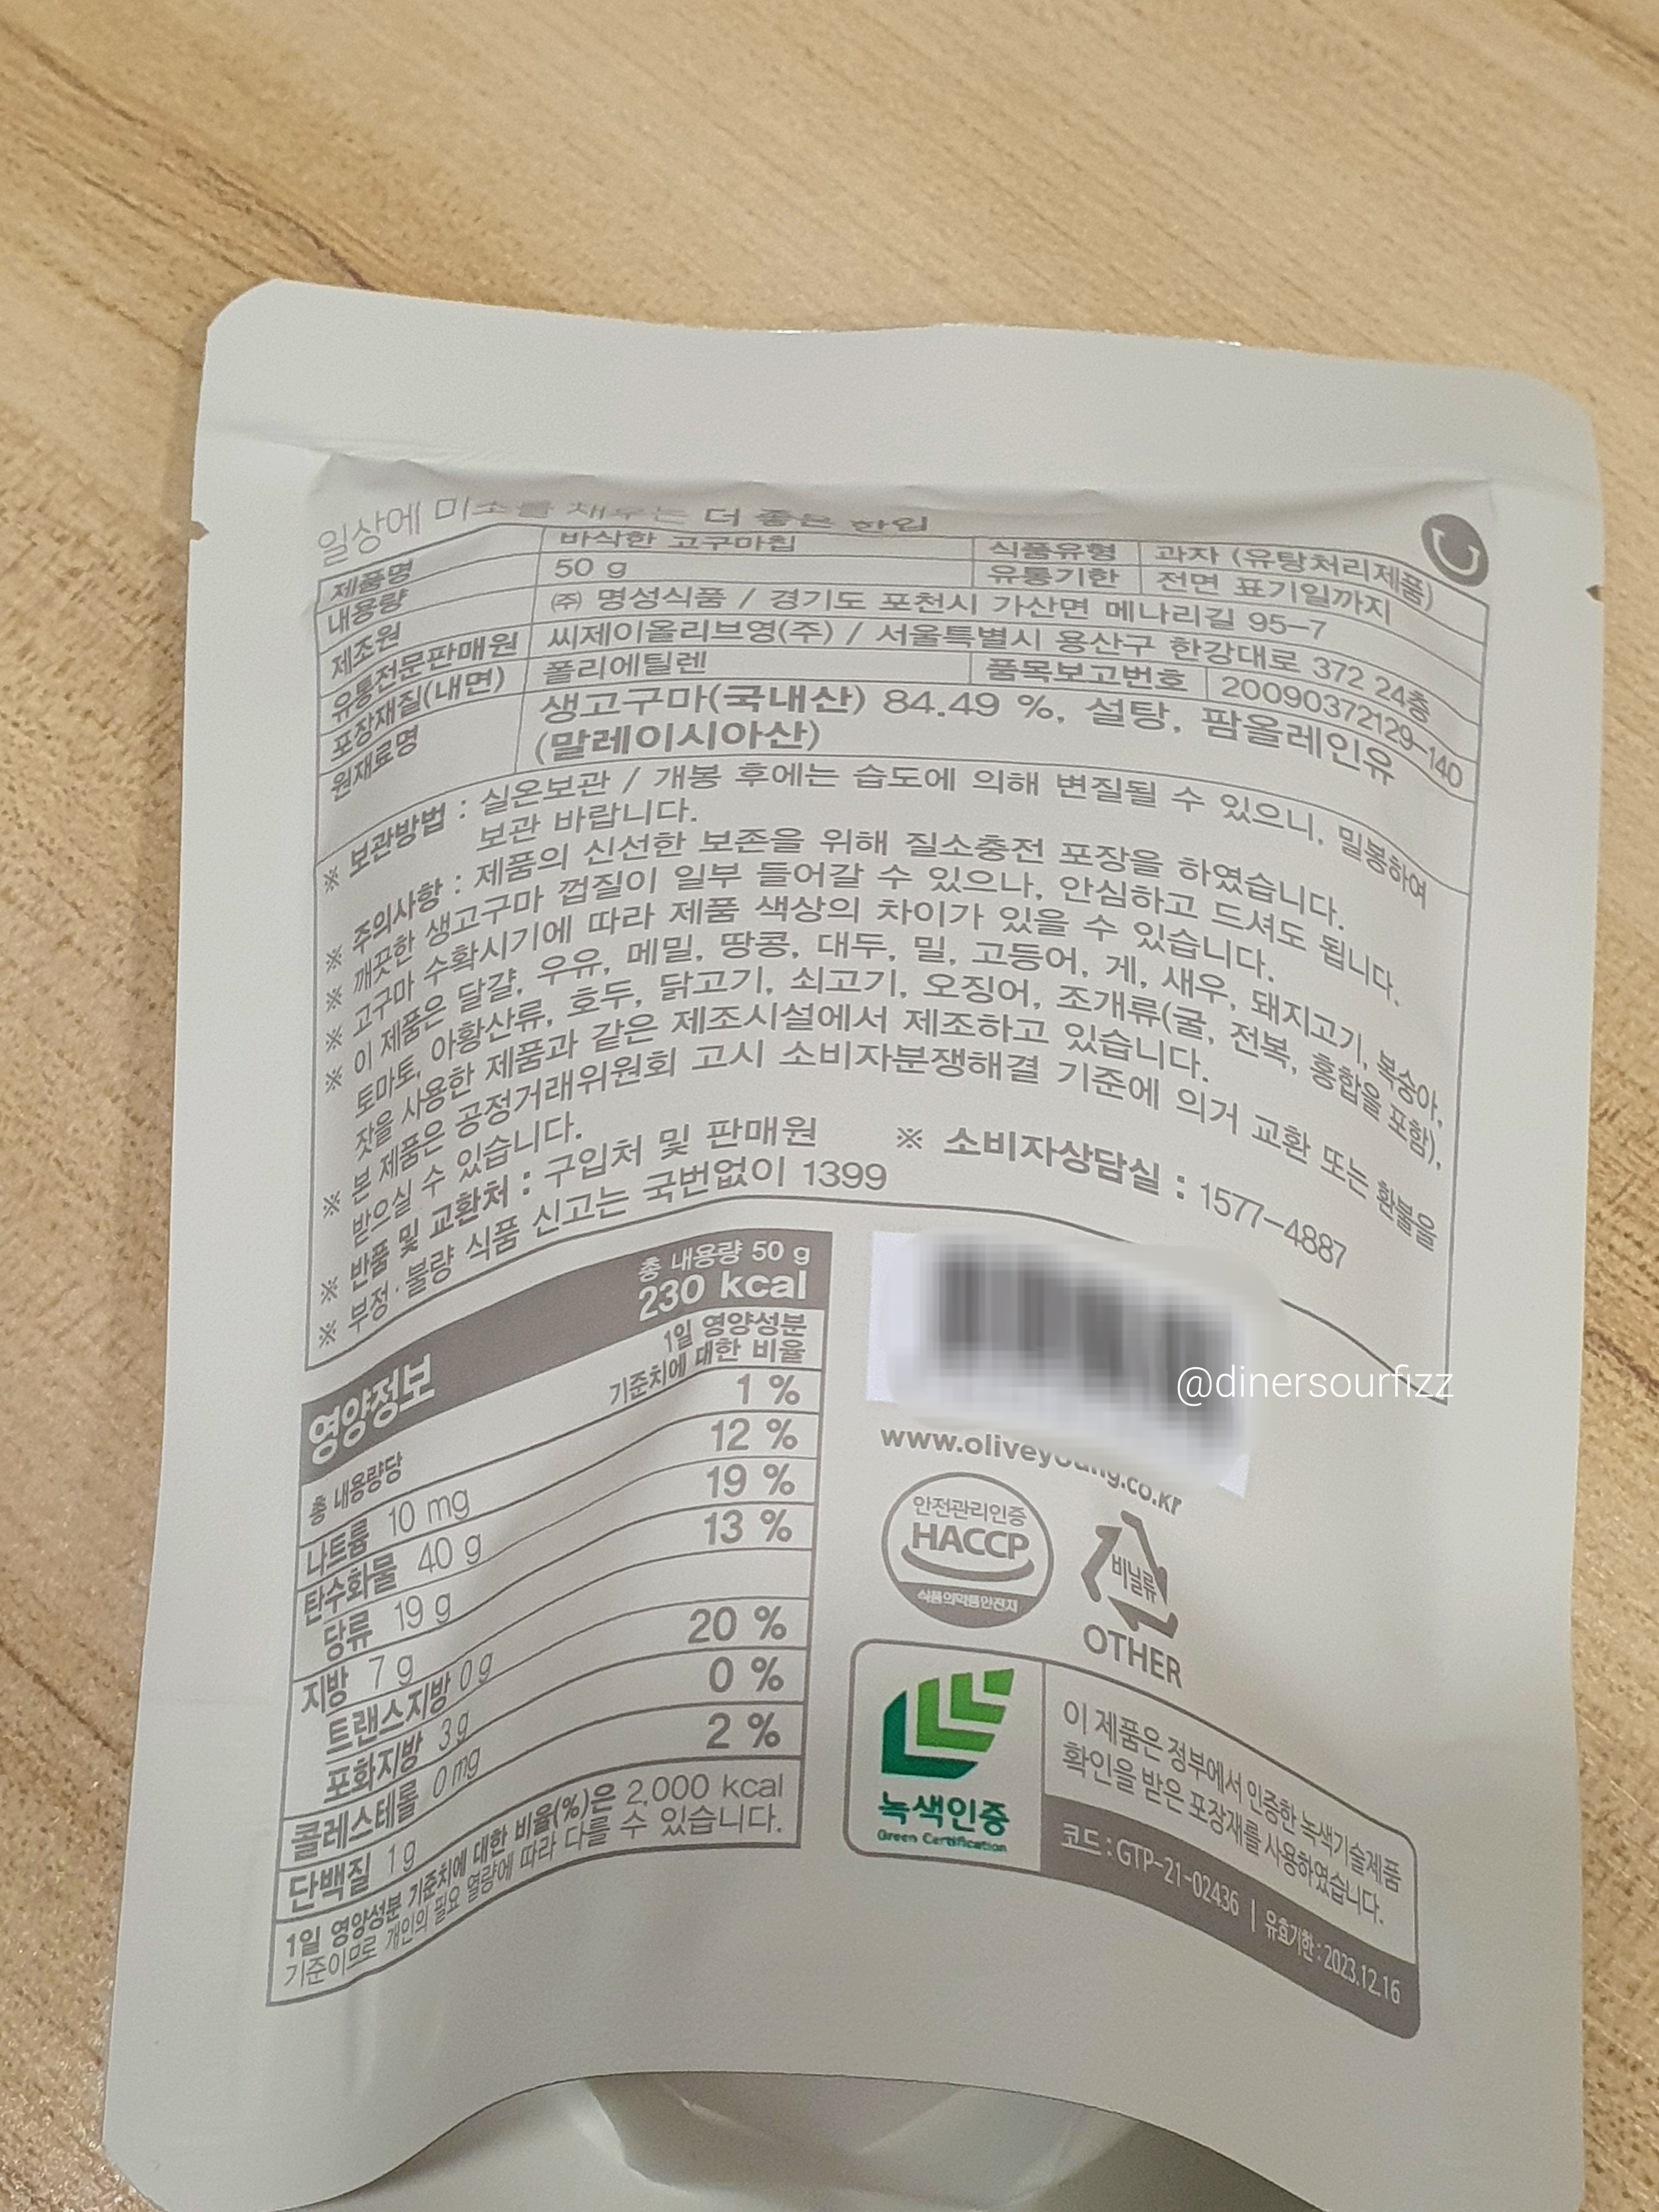 일상에 미소를 채우는 더 좋은 한입
제품명 바삭한 고구마칩 식품유형 과자 (유탕처리제품)
내용량 50 g 유통기한 전면 표기일까지
제조원 ㈜ 명성식품 / 경기도 포천시 가산면 메나리길 95-7
유통전문판매원 씨제이올리브영(주) / 서울특별시 용산구 한강대로 372 24층
포장재질(내면) 폴리에틸렌 품목보고번호 20090372129-140
원재료명 생고구마(국내산) 84.49 %, 설탕, 팜올레인유
(말레이시아산)
※ 보관방법 : 실온보관 / 개봉 후에는 습도에 의해 변질될 수 있으니, 밀봉하여
보관 바랍니다.
※ 주의사항 : 제품의 신선한 보존을 위해 질소충전 포장을 하였습니다.
※ 깨끗한 생고구마 껍질이 일부 들어갈 수 있으나, 안심하고 드셔도 됩니다.
※ 고구마 수확시기에 따라 제품 색상의 차이가 있을 수 있습니다.
※ 이 제품은 달걀, 우유, 메밀, 땅콩, 대두, 밀, 고등어, 게, 새우, 돼지고기, 복숭아,
토마토, 아황산류, 호두, 닭고기, 쇠고기, 오징어, 조개류(굴, 전복, 홍합을 포함),
잣을 사용한 제품과 같은 제조시설에서 제조하고 있습니다.
※ 본 제품은 공정거래위원회 고시 소비자분쟁해결 기준에 의거 교환 또는 환불을
받으실 수 있습니다.
※ 반품 및 교환처 : 구입처 및 판매원 ※ 소비자상담실 : 1577-4887
※ 부정·불량 식품 신고는 국번없이 1399
영양정보
총 내용량 50 g
230 kcal
총 내용량당
1일 영양성분
기준치에 대한 비율
나트륨 10 mg 1 %
탄수화물 40 g 12 %
당류 19 g 19 %
지방 7 g 13 %
트랜스지방 0 g
포화지방 3 g 20 %
콜레스테롤 0 mg 0 %
단백질 1 g 2 %
1일 영양성분 기준치에 대한 비율(%)은 2,000 kcal
기준이므로 개인의 필요 열량에 따라 다를 수 있습니다.
@dinersourfizz
www.oliveyoung.co.kr
안전관리인증
HACCP
식품의약품안전처
비닐류
OTHER
녹색인증
Green Certification
이 제품은 정부에서 인증한 녹색기술제품
확인을 받은 포장재를 사용하였습니다.
코드 : GTP-21-02436 | 유효기한 : 2023.12.16